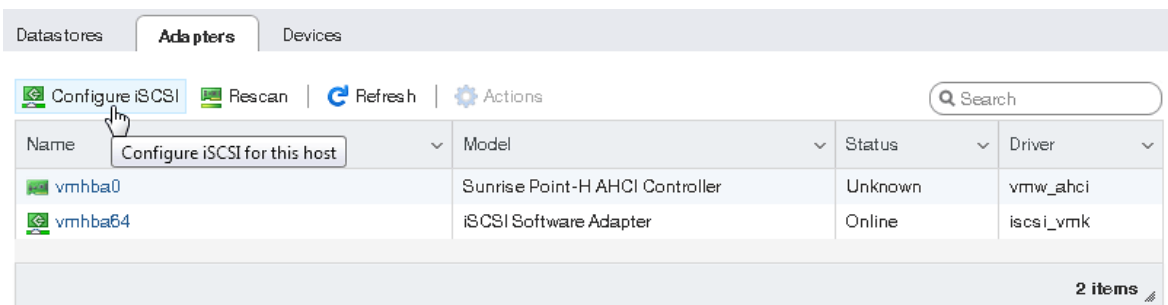 Datastores Adapters Devices
Configure iSCSI Rescan Refresh Actions Search
Name Model Status Driver
Configure iSCSI for this host
vmhba0 Sunrise Point-H AHCI Controller Unknown vmw_ahci
vmhba64 iSCSI Software Adapter Online iscsi_vmk
2 items